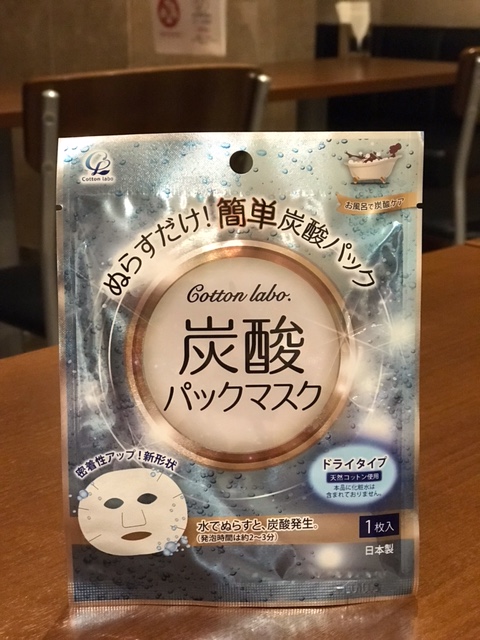 Cotton labo
お風呂で炭酸ケア
ぬらすだけ!簡単炭酸パック
Cotton labo.
炭酸
パックマスク
密着性アップ!新形状
ドライタイプ
天然コットン使用
本品に化粧水は
含まれておりません。
水でぬらすと、炭酸発生。
(発泡時間は約2〜3分)
1枚入
日本製